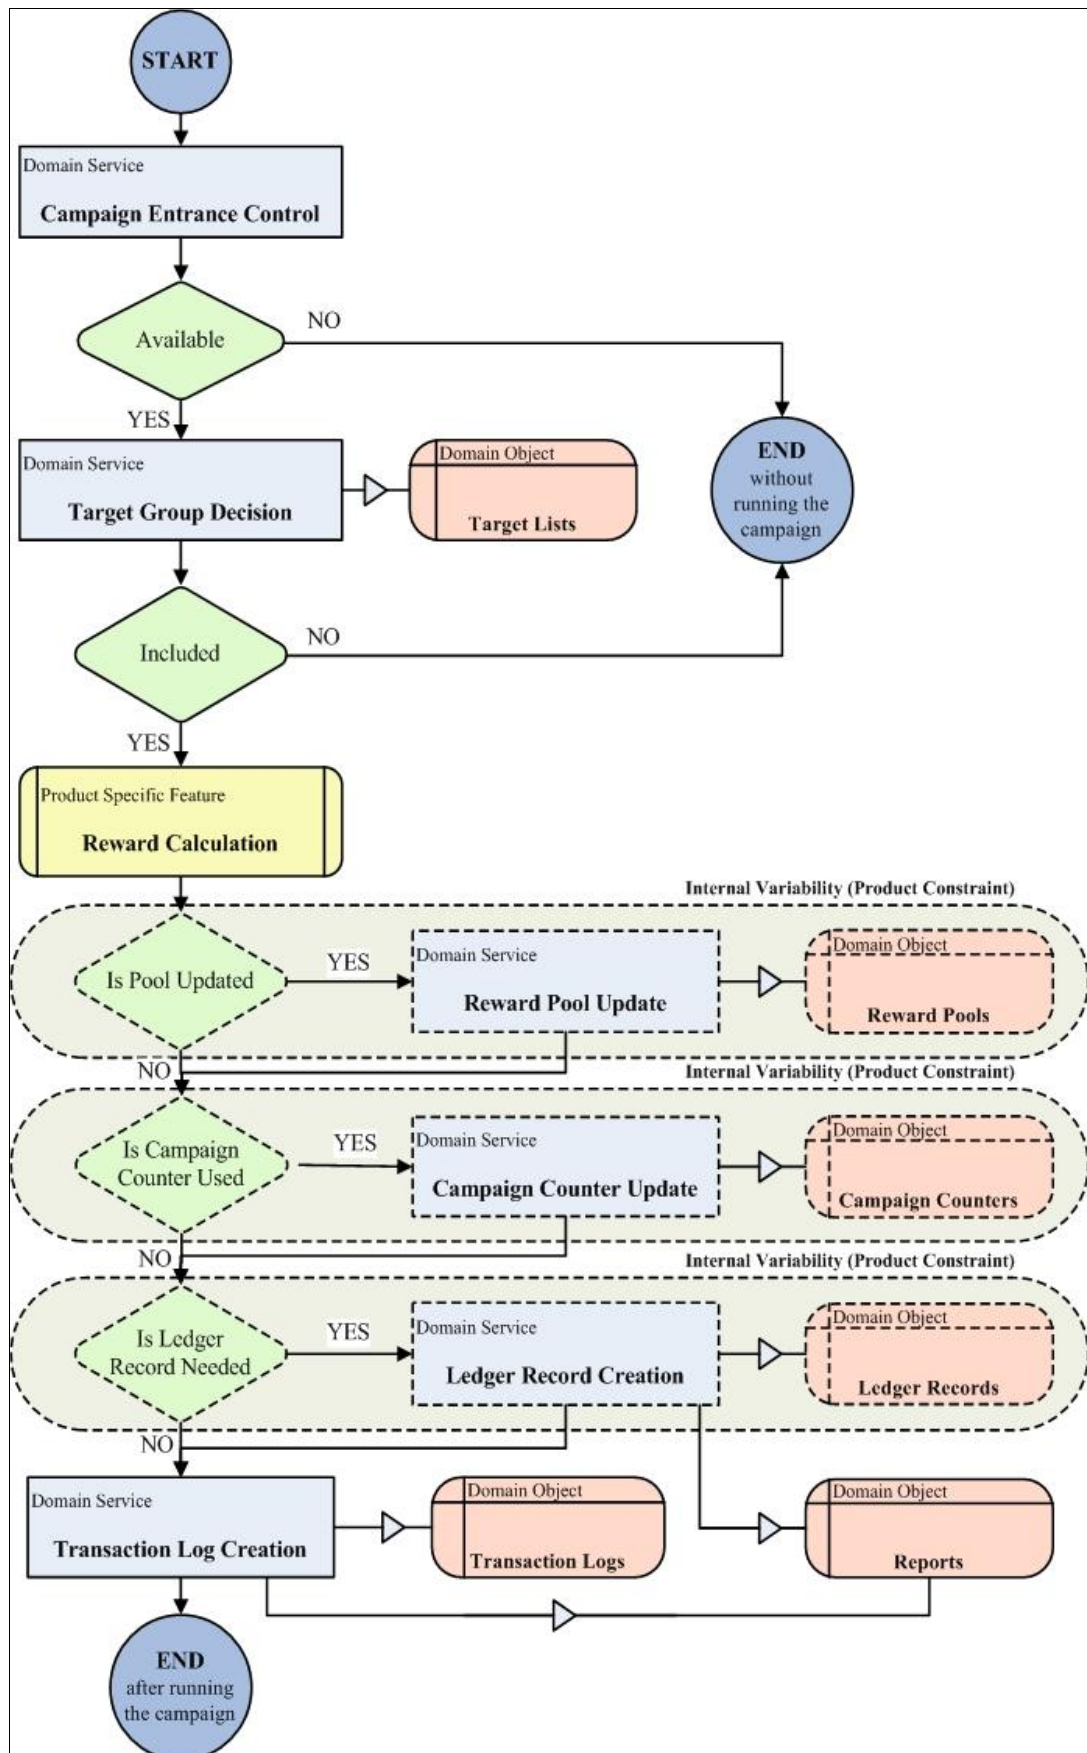 START
Domain Service
Campaign Entrance Control
Available
NO
YES
Domain Service
Target Group Decision
Domain Object
Target Lists
END
without
running the
campaign
Included
NO
YES
Product Specific Feature
Reward Calculation
Internal Variability (Product Constraint)
Is Pool Updated
YES
Domain Service
Reward Pool Update
Domain Object
Reward Pools
NO
Internal Variability (Product Constraint)
Is Campaign
Counter Used
YES
Domain Service
Campaign Counter Update
Domain Object
Campaign Counters
NO
Internal Variability (Product Constraint)
Is Ledger
Record Needed
YES
Domain Service
Ledger Record Creation
Domain Object
Ledger Records
NO
Domain Service
Transaction Log Creation
Domain Object
Transaction Logs
Domain Object
Reports
END
after running
the campaign